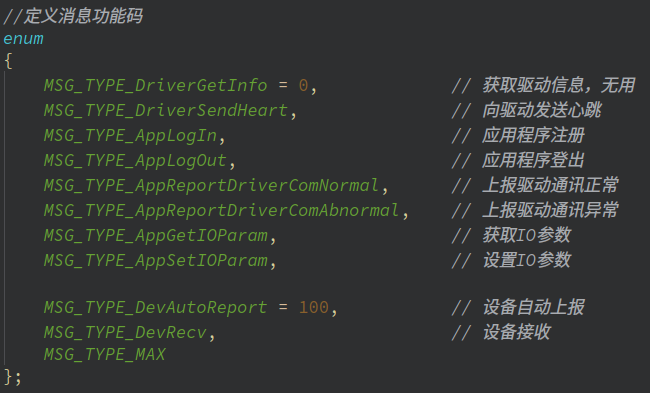 //定义消息功能码
enum
{
MSG_TYPE_DriverGetInfo = 0, // 获取驱动信息，无用
MSG_TYPE_DriverSendHeart, // 向驱动发送心跳
MSG_TYPE_AppLogIn, // 应用程序注册
MSG_TYPE_AppLogOut, // 应用程序登出
MSG_TYPE_AppReportDriverComNormal, // 上报驱动通讯正常
MSG_TYPE_AppReportDriverComAbnormal, // 上报驱动通讯异常
MSG_TYPE_AppGetIOParam, // 获取IO参数
MSG_TYPE_AppSetIOParam, // 设置IO参数
MSG_TYPE_DevAutoReport = 100, // 设备自动上报
MSG_TYPE_DevRecv, // 设备接收
MSG_TYPE_MAX
};